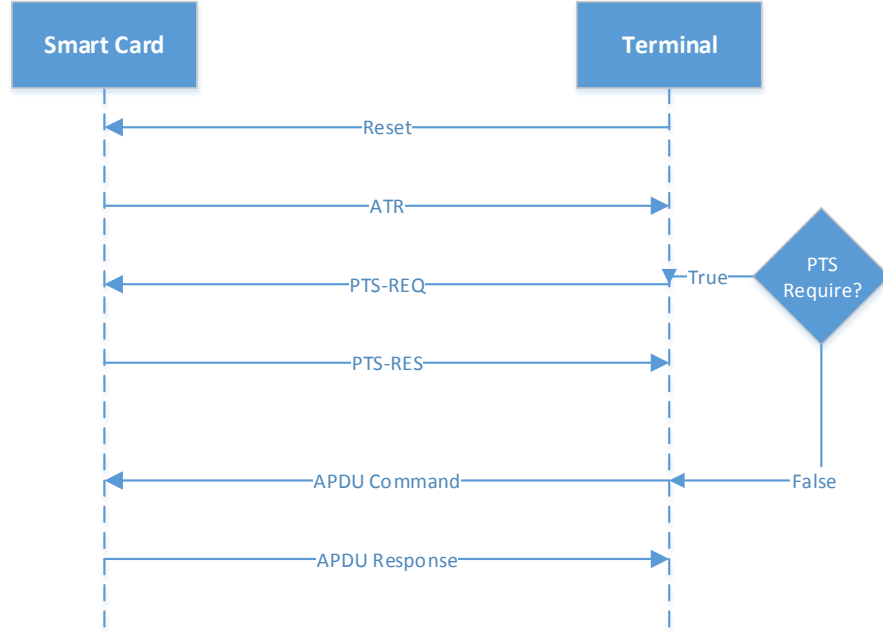 Smart Card
Terminal
Reset
ATR
PTS
Require?
True
PTS-REQ
PTS-RES
APDU Command
False
APDU Response